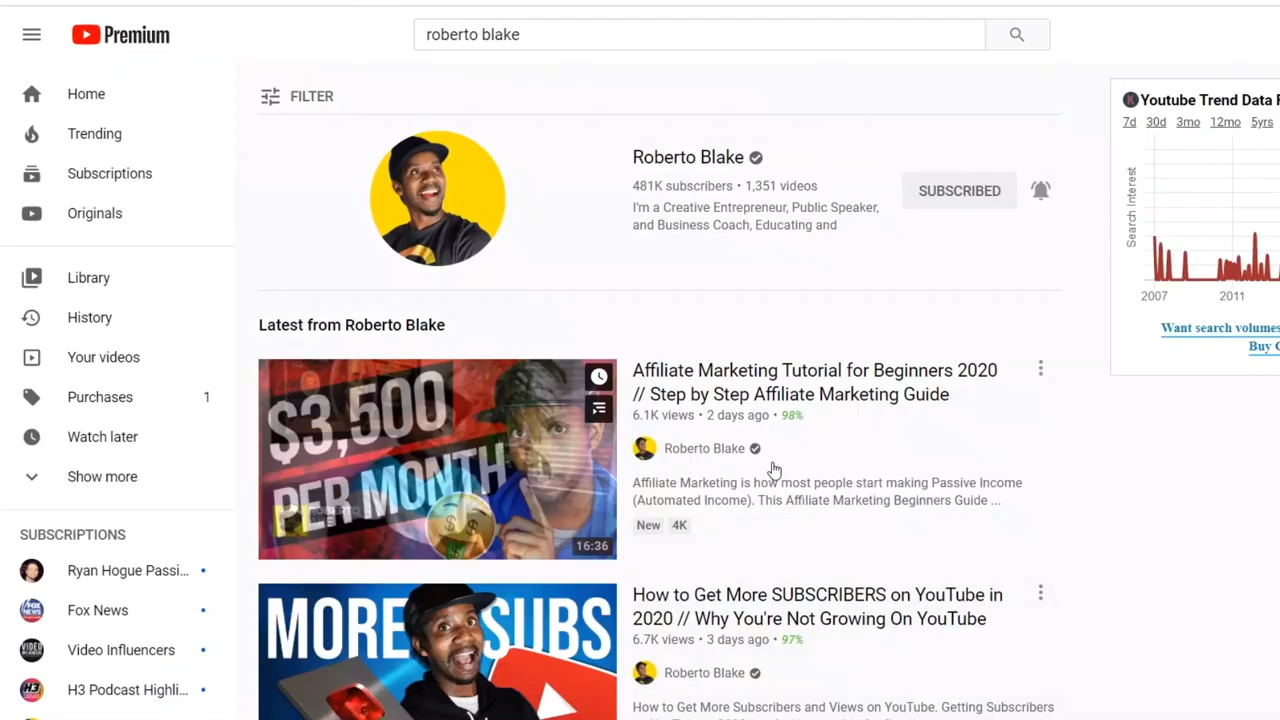 Premium
roberto blake
Home
Trending
Subscriptions
Originals
Library
History
Your videos
Purchases 1
Watch later
Show more
SUBSCRIPTIONS
Ryan Hogue Passi...
Fox News
Video Influencers
H3 Podcast Highli...
FILTER
Roberto Blake
481K subscribers • 1,351 videos
I'm a Creative Entrepreneur, Public Speaker,
and Business Coach, Educating and
SUBSCRIBED
Latest from Roberto Blake
$3,500
PER MONTH
16:36
Affiliate Marketing Tutorial for Beginners 2020
// Step by Step Affiliate Marketing Guide
6.1K views • 2 days ago • 98%
Roberto Blake
Affiliate Marketing is how most people start making Passive Income
(Automated Income). This Affiliate Marketing Beginners Guide ...
New 4K
MORE SUBS
How to Get More SUBSCRIBERS on YouTube in
2020 // Why You're Not Growing On YouTube
6.7K views • 3 days ago • 97%
Roberto Blake
How to Get More Subscribers and Views on YouTube. Getting Subscribers
K Youtube Trend Data
7d 30d 3mo 12mo 5yrs
Search Interest
2007 2011
Want search volumes
Buy